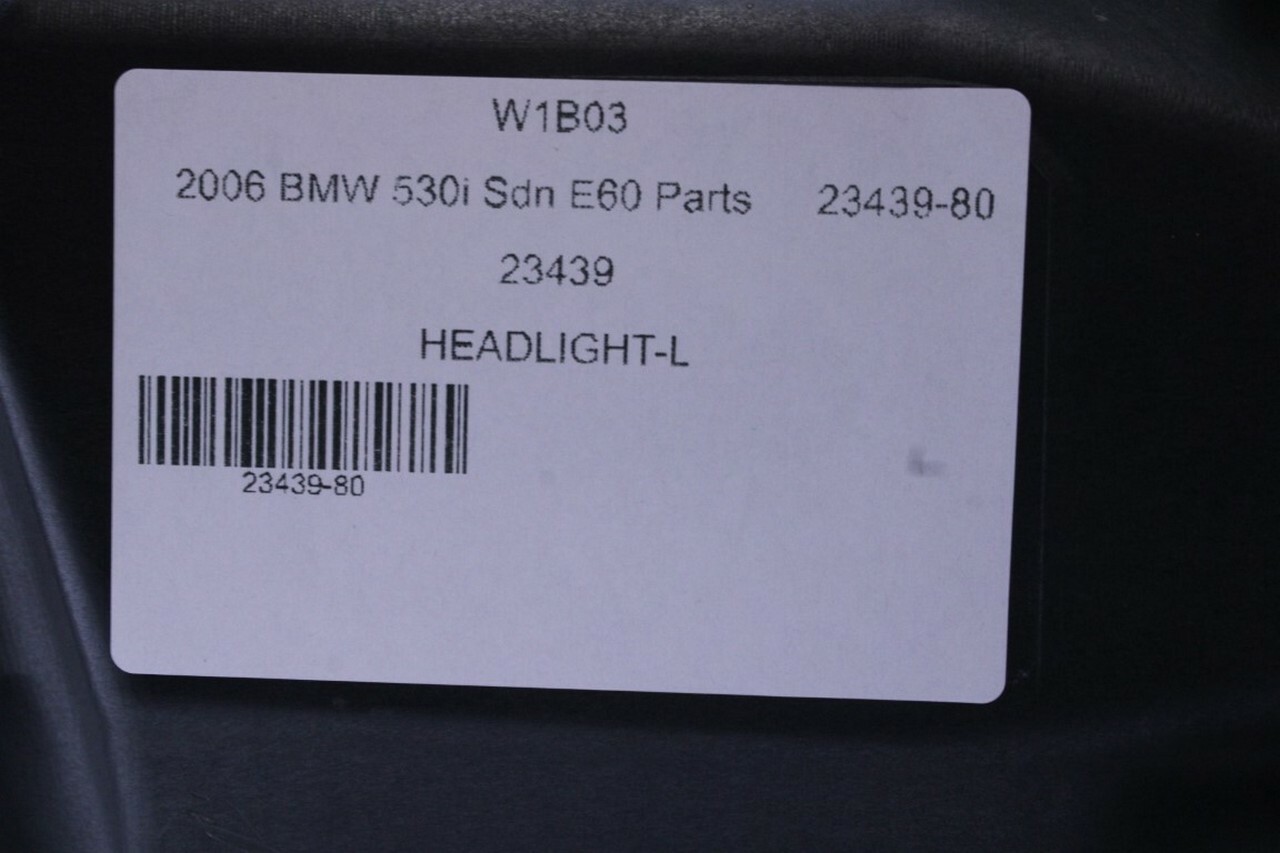 W1B03
2006 BMW 530i Sdn E60 Parts 23439-80
23439
HEADLIGHT-L
23439-80